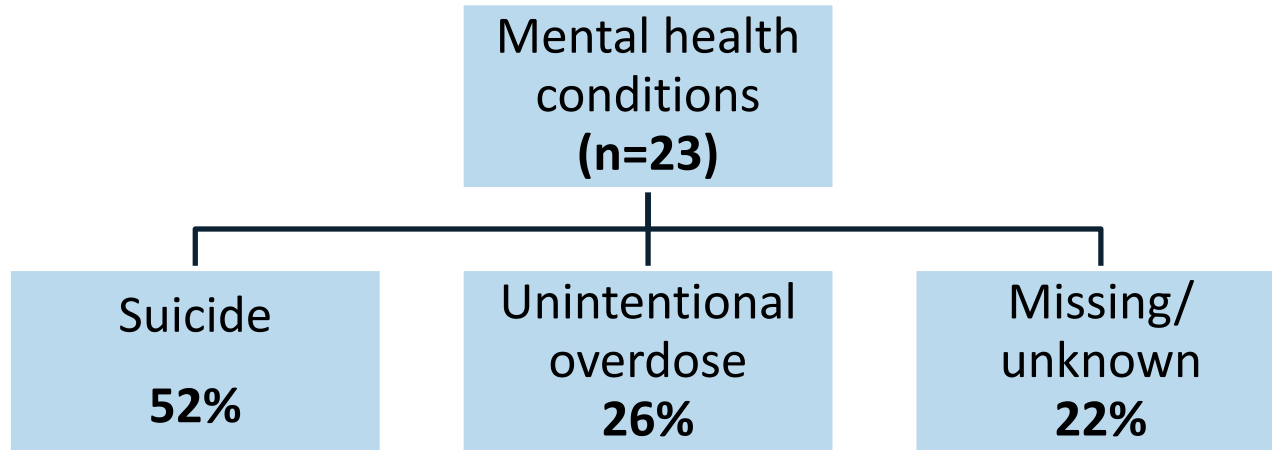 Mental health
conditions
(n=23)
Suicide
52%
Unintentional
overdose
26%
Missing/
unknown
22%